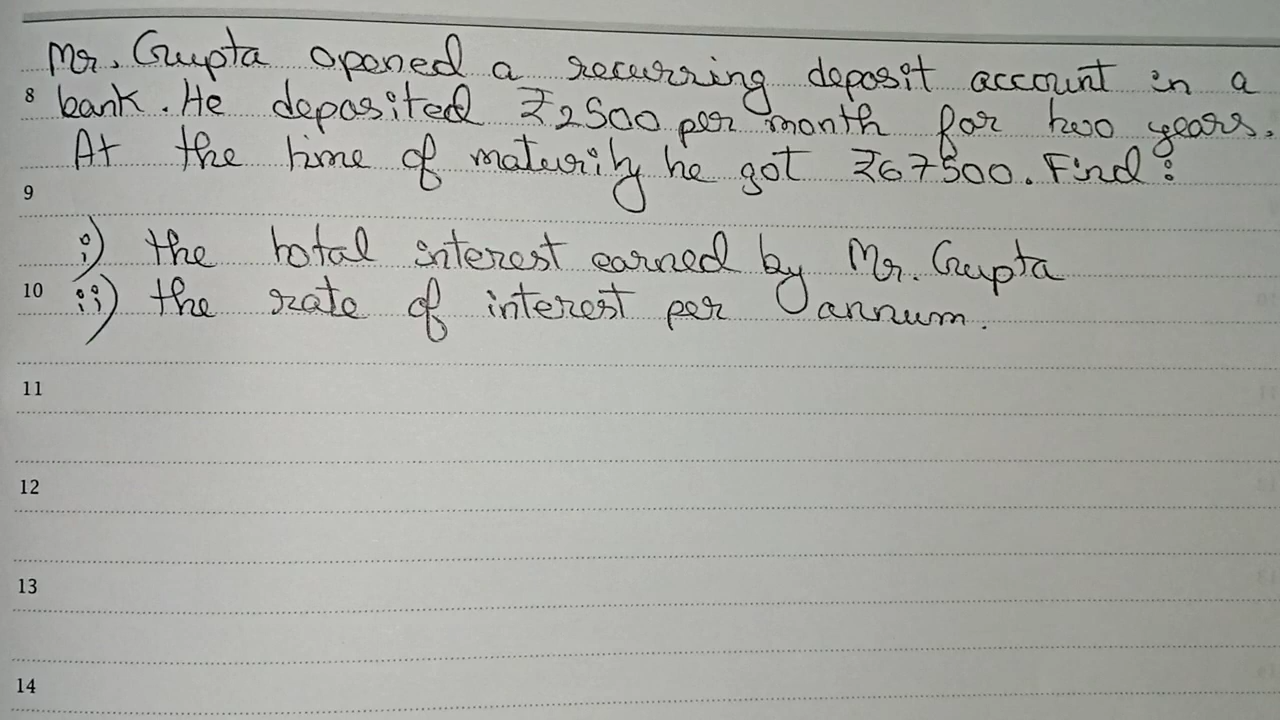 Mr. Gupta opened a recurring deposit account in a
8 bank. He deposited ₹2500 per month for two years.
At the time of maturity he got ₹67500. Find:
9
i) the total interest earned by Mr. Gupta
10 ii) the rate of interest per annum.
11
12
13
14